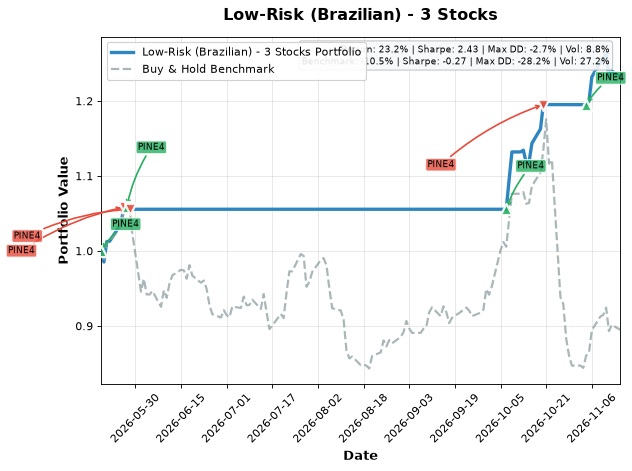 Low-Risk (Brazilian) - 3 Stocks
Low-Risk (Brazilian) - 3 Stocks Portfolio
Buy & Hold Benchmark
23.2% | Sharpe: 2.43 | Max DD: -2.7% | Vol: 8.8%
| Sharpe: -0.27 | Max DD: -28.2% | Vol: 27.2%
PINE4
PINE4
PINE4
PINE4
PINE4
PINE4
PINE4
Portfolio Value
1.2
1.1
1.0
0.9
2026-05-30
2026-06-15
2026-07-01
2026-07-17
2026-08-02
2026-08-18
2026-09-03
2026-09-19
2026-10-05
2026-10-21
2026-11-06
Date